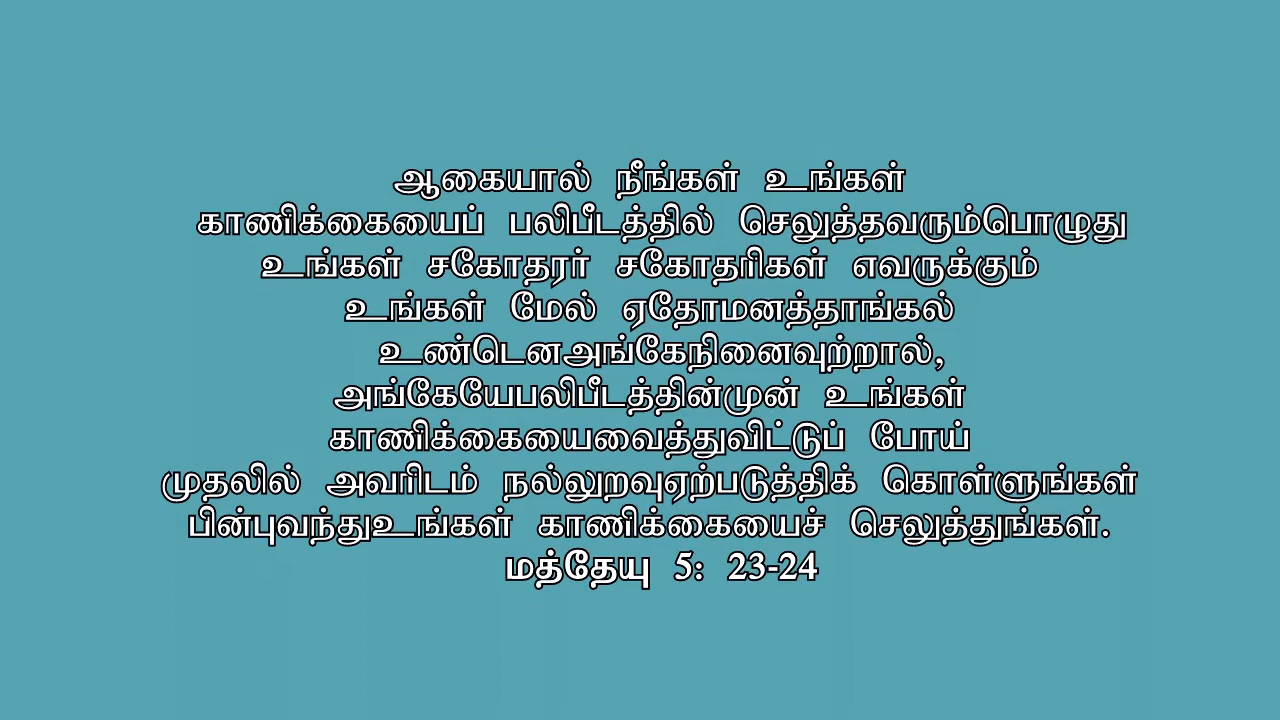 ஆகையால் நீங்கள் உங்கள்
காணிக்கையைப் பலிபீடத்தில் செலுத்தவரும்பொழுது
உங்கள் சகோதரர் சகோதரிகள் எவருக்கும்
உங்கள் மேல் ஏதோமனத்தாங்கல்
உண்டெனஅங்கேநினைவுற்றால்,
அங்கேயேபலிபீடத்தின்முன் உங்கள்
காணிக்கையைவைத்துவிட்டுப் போய்
முதலில் அவரிடம் நல்லுறவுஏற்படுத்திக் கொள்ளுங்கள்
பின்புவந்துஉங்கள் காணிக்கையைச் செலுத்துங்கள்.
மத்தேயு 5: 23-24